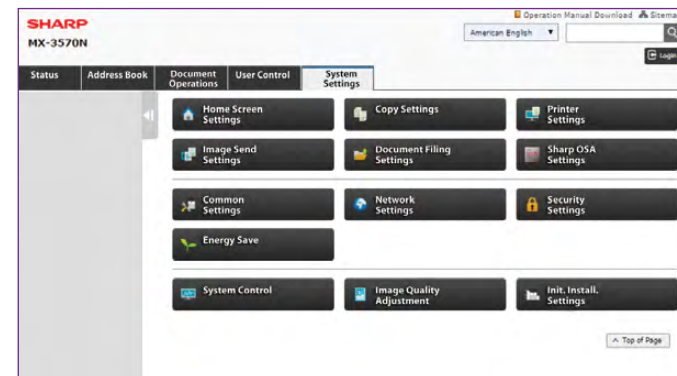 Operation Manual Download Sitema
SHARP
MX-3570N
American English
Login
Status Address Book Document Operations User Control System Settings
Home Screen Settings
Copy Settings
Printer Settings
Image Send Settings
Document Filing Settings
Sharp OSA Settings
Common Settings
Network Settings
Security Settings
Energy Save
System Control
Image Quality Adjustment
Init. Install. Settings
Top of Page